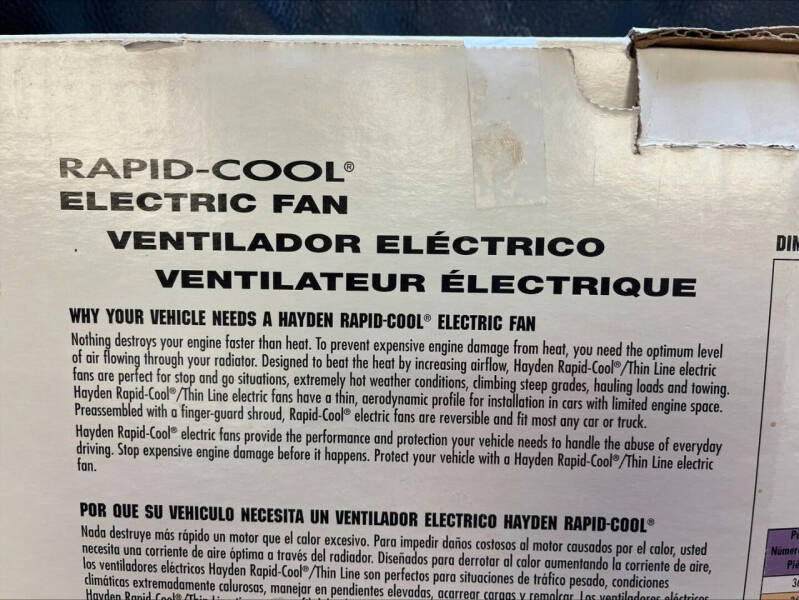 RAPID-COOL®
ELECTRIC FAN
VENTILADOR ELÉCTRICO
VENTILATEUR ÉLECTRIQUE
WHY YOUR VEHICLE NEEDS A HAYDEN RAPID-COOL® ELECTRIC FAN
Nothing destroys your engine faster than heat. To prevent expensive engine damage from heat, you need the optimum level
of air flowing through your radiator. Designed to beat the heat by increasing airflow, Hayden Rapid-Cool®/Thin Line electric
fans are perfect for stop and go situations, extremely hot weather conditions, climbing steep grades, hauling loads and towing.
Hayden Rapid-Cool®/Thin Line electric fans have a thin, aerodynamic profile for installation in cars with limited engine space.
Preassembled with a finger-guard shroud, Rapid-Cool® electric fans are reversible and fit most any car or truck.
Hayden Rapid-Cool® electric fans provide the performance and protection your vehicle needs to handle the abuse of everyday
driving. Stop expensive engine damage before it happens. Protect your vehicle with a Hayden Rapid-Cool®/Thin Line electric
fan.
POR QUE SU VEHICULO NECESITA UN VENTILADOR ELECTRICO HAYDEN RAPID-COOL®
Nada destruye más rápido un motor que el calor excesivo. Para impedir daños costosos al motor causados por el calor, usted
necesita una corriente de aire óptima a través del radiador. Diseñados para derrotar al calor aumentando la corriente de aire,
los ventiladores eléctricos Hayden Rapid-Cool®/Thin Line son perfectos para situaciones de tráfico pesado, condiciones
climáticas extremadamente calurosas, manejar en pendientes elevadas, acarrear cargas y remolcar. Los ventiladores eléctricos
Hayden Rapid-Cool®/Thin
DIM